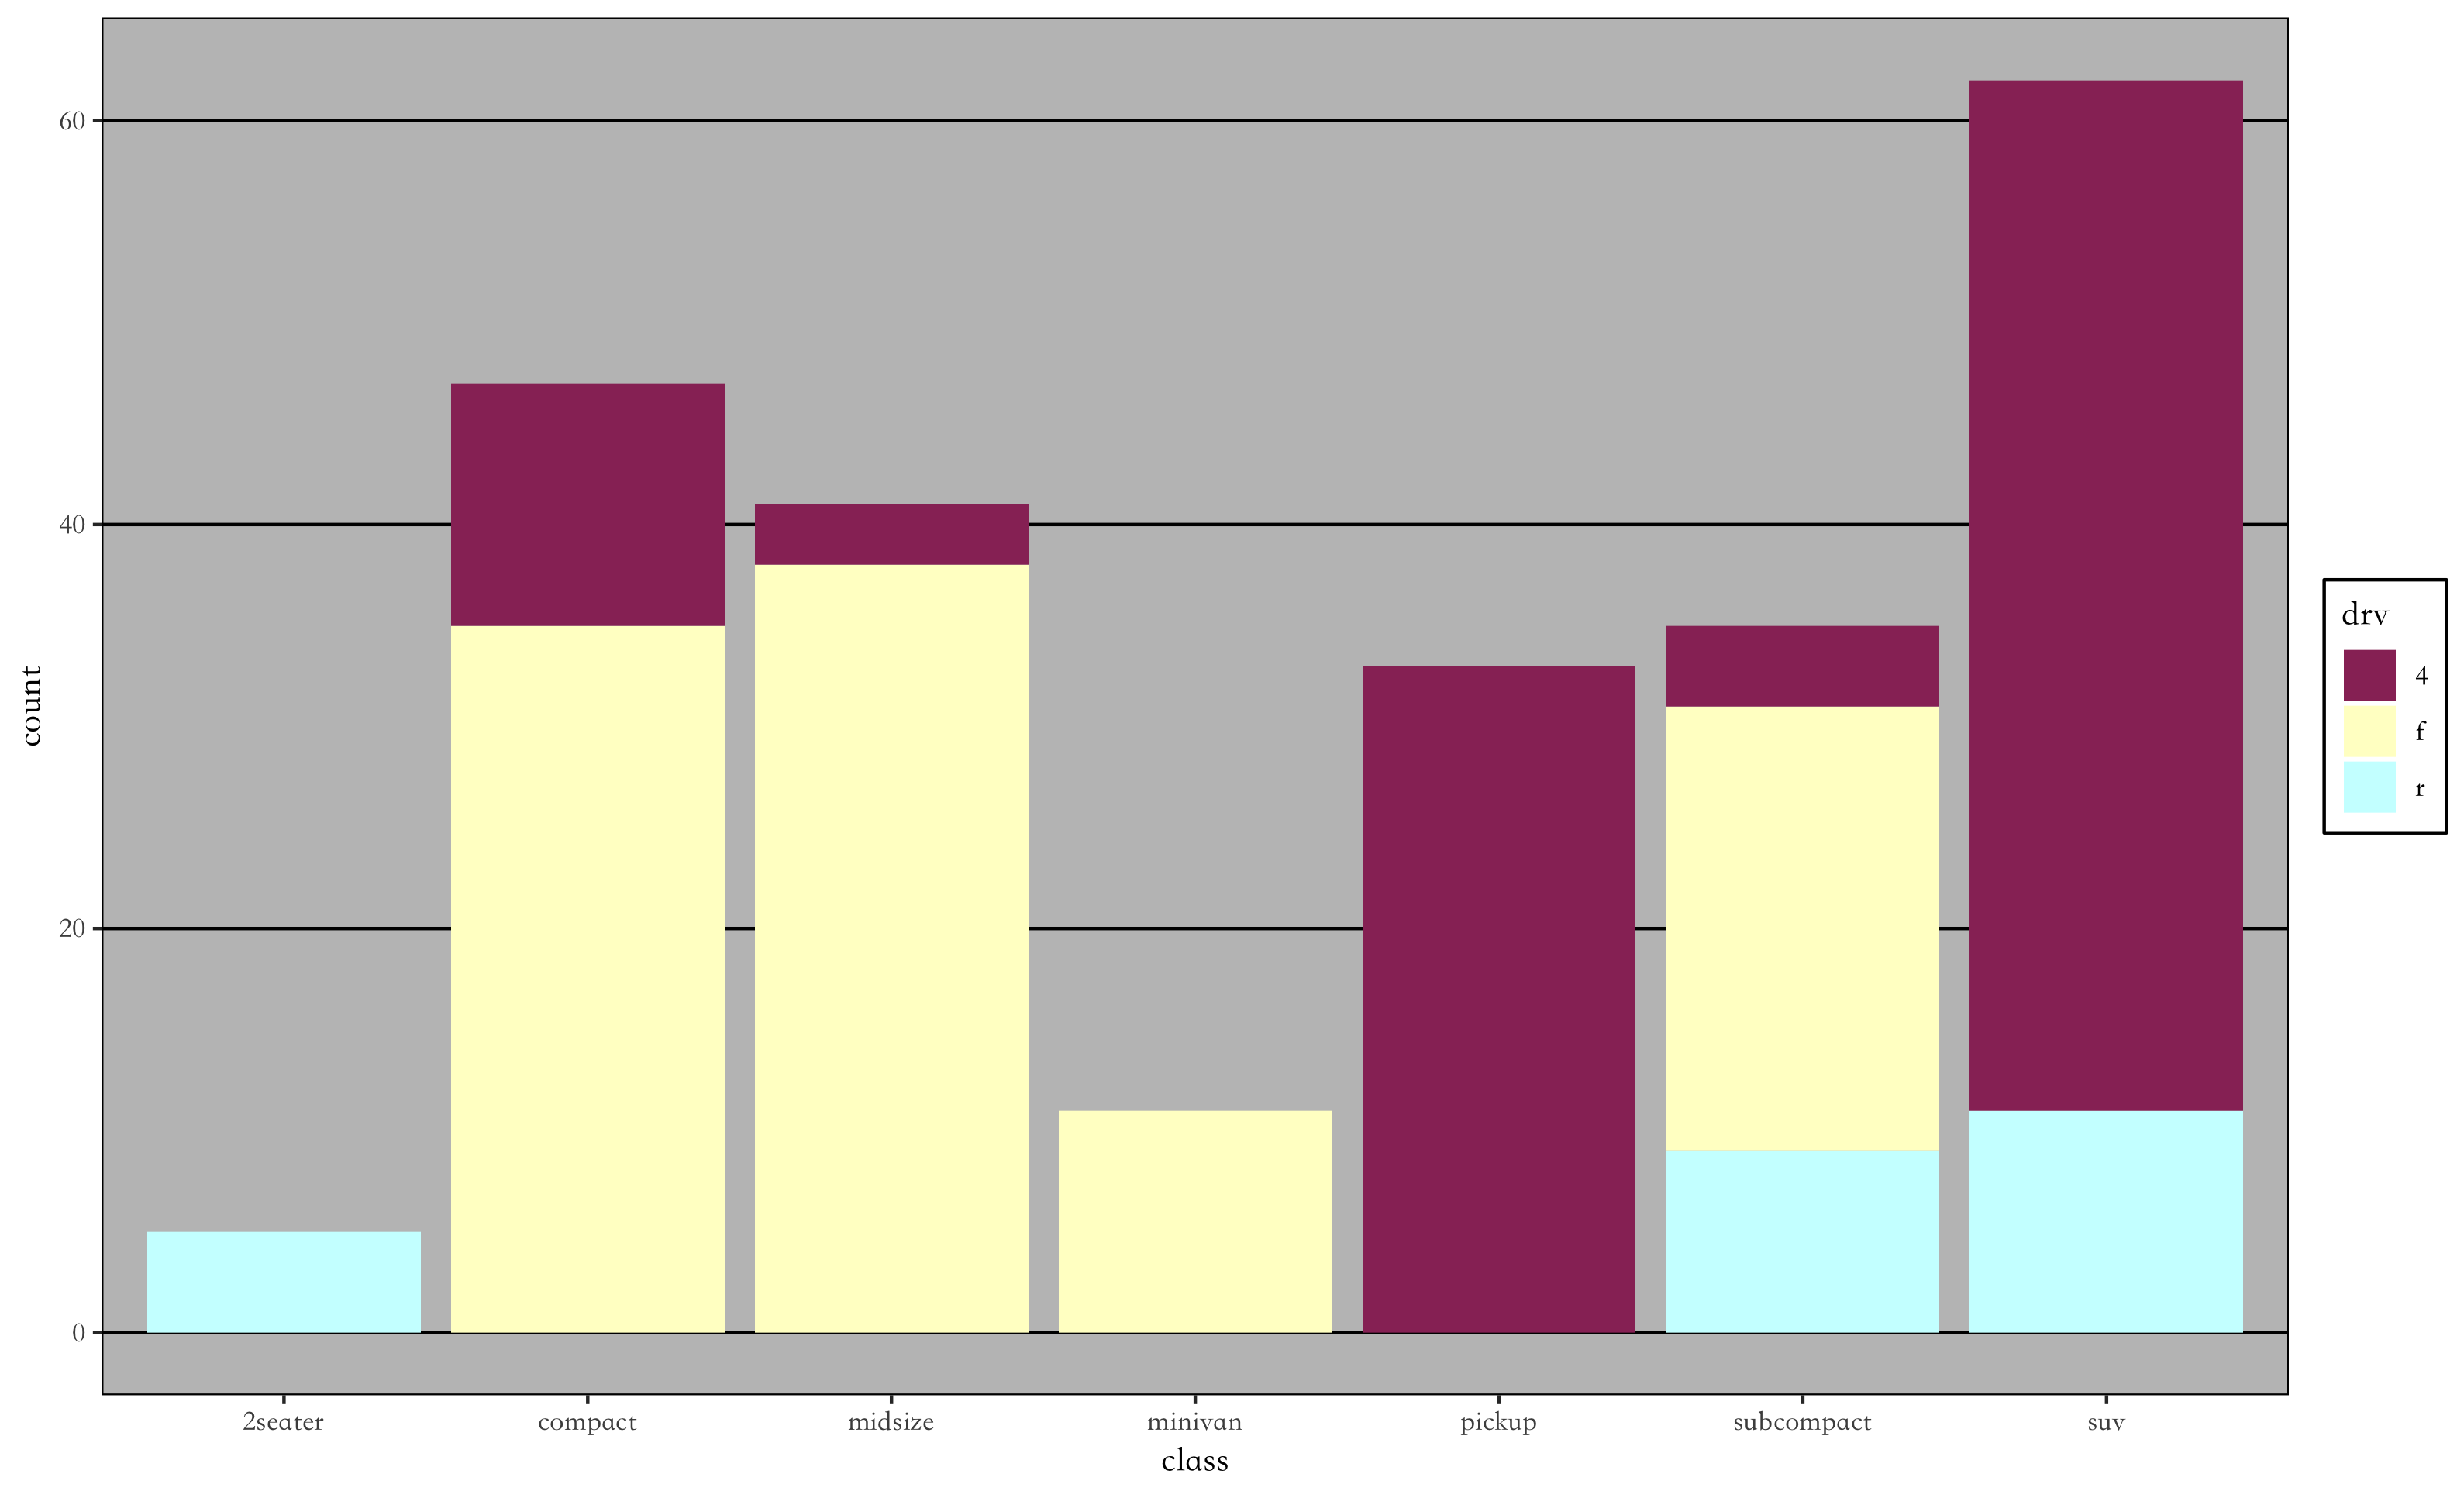 60
40
20
0
count
2seater compact midsize minivan pickup subcompact suv
class
drv
4
f
r